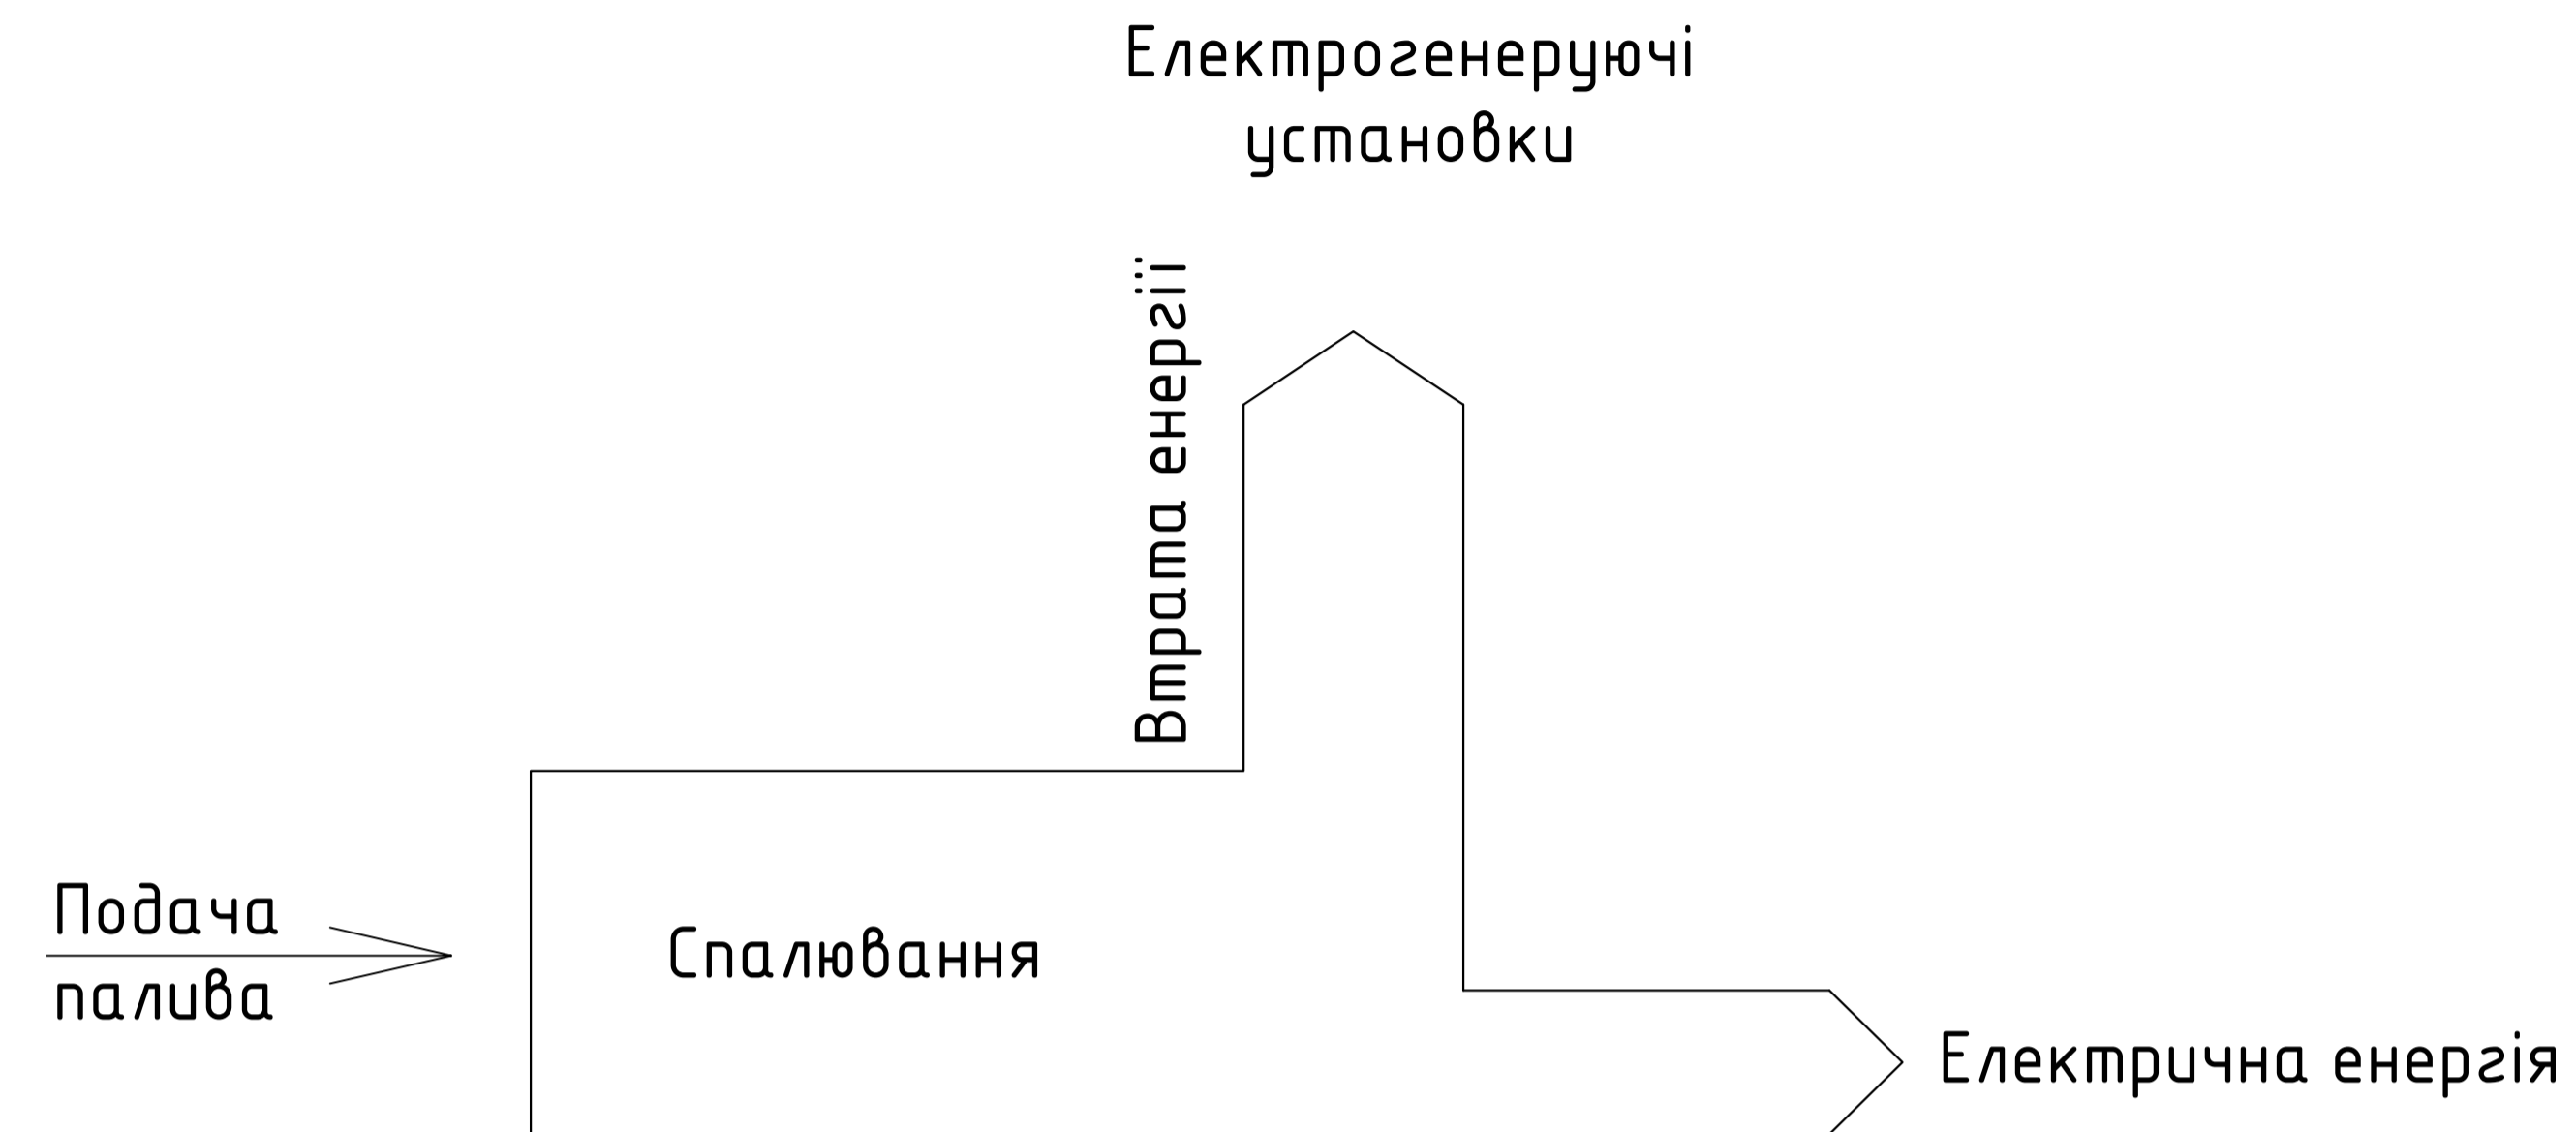 Електрогенеруючі
установки
Втрата енергії
Подача
палива
Спалювання
Електрична енергія